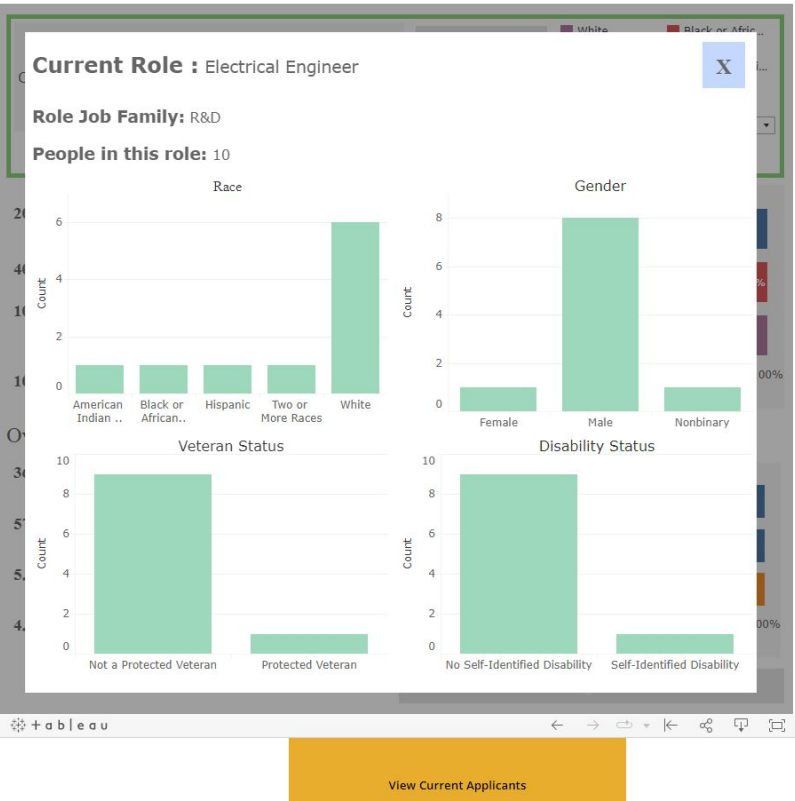 White Black or Afric..
Current Role : Electrical Engineer
X
Role Job Family: R&D
People in this role: 10
Race
Count
6
4
2
0
American Indian ..
Black or African..
Hispanic
Two or More Races
White
Gender
Count
8
6
4
2
0
Female
Male
Nonbinary
Veteran Status
Count
10
8
6
4
2
0
Not a Protected Veteran
Protected Veteran
Disability Status
Count
10
8
6
4
2
0
No Self-Identified Disability
Self-Identified Disability
+ableau
View Current Applicants